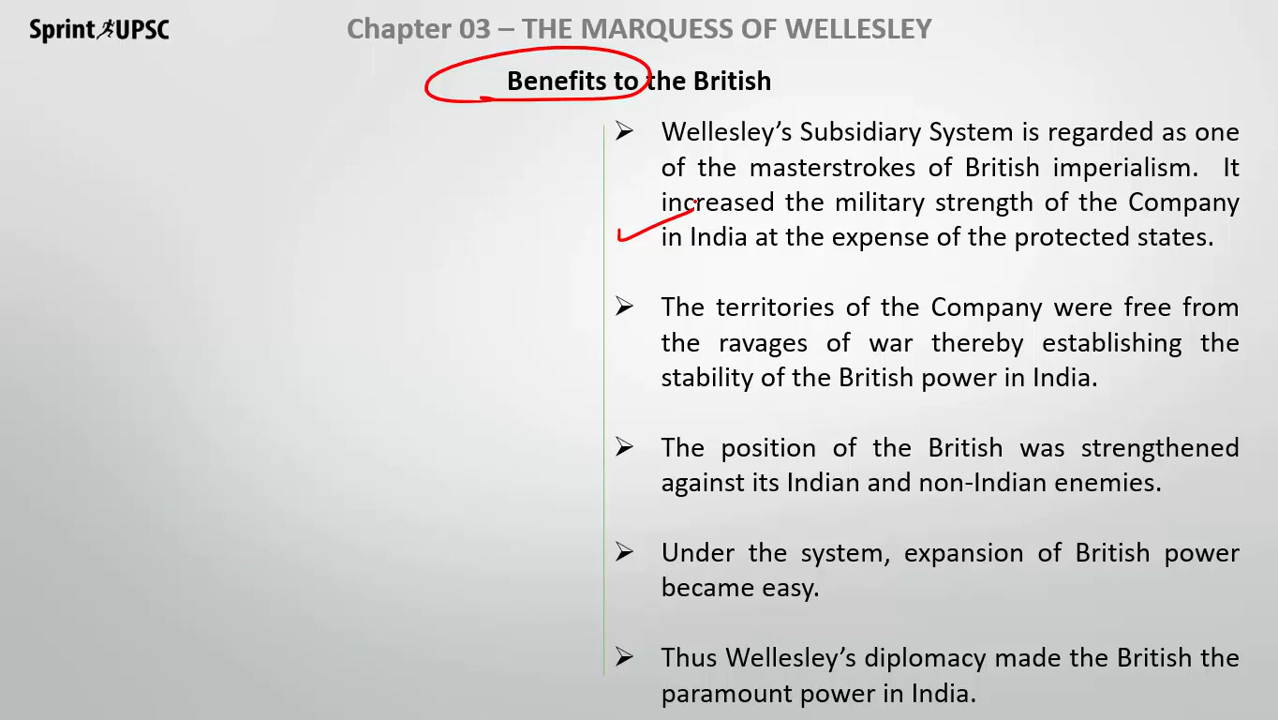 Sprint UPSC
Chapter 03 – THE MARQUESS OF WELLESLEY
Benefits to the British
➢ Wellesley's Subsidiary System is regarded as one
of the masterstrokes of British imperialism. It
increased the military strength of the Company
in India at the expense of the protected states.
➢ The territories of the Company were free from
the ravages of war thereby establishing the
stability of the British power in India.
➢ The position of the British was strengthened
against its Indian and non-Indian enemies.
➢ Under the system, expansion of British power
became easy.
➢ Thus Wellesley's diplomacy made the British the
paramount power in India.